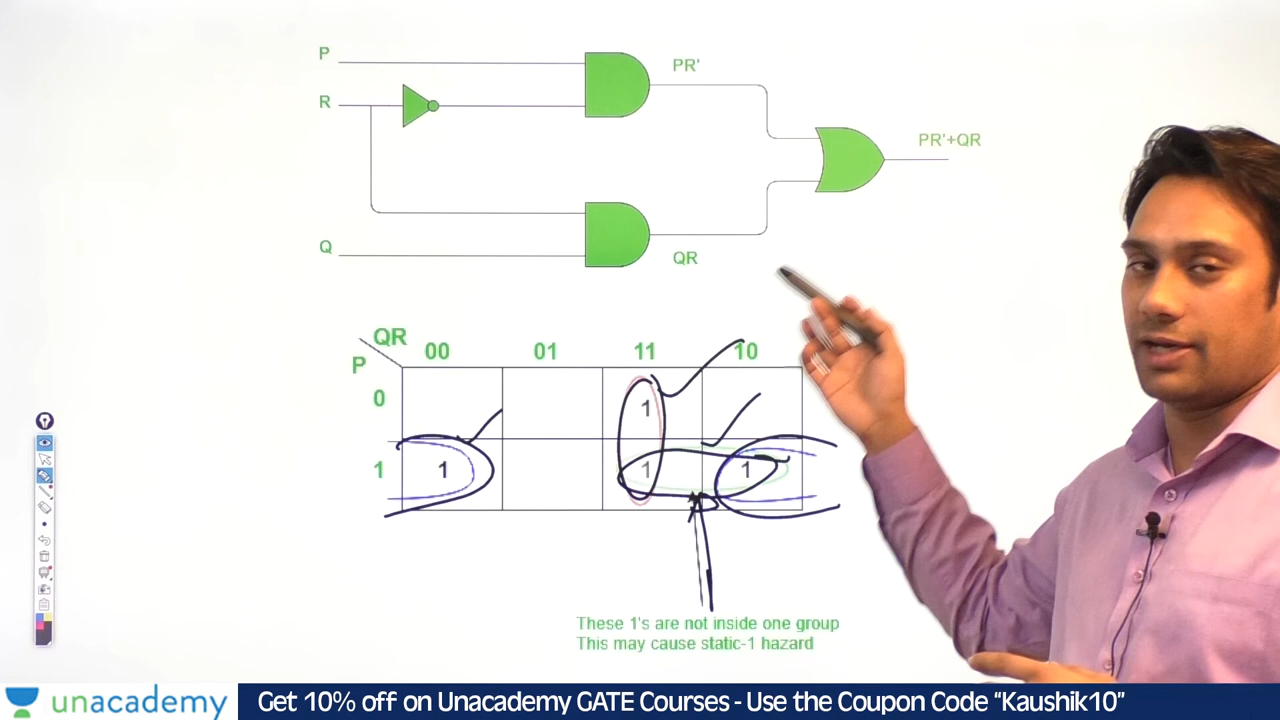 P
PR'
R
PR'+QR
Q
QR
QR
P
00 01 11 10
0
1
1
1 1 1
These 1's are not inside one group
This may cause static-1 hazard
unacademy
Get 10% off on Unacademy GATE Courses - Use the Coupon Code "Kaushik10"